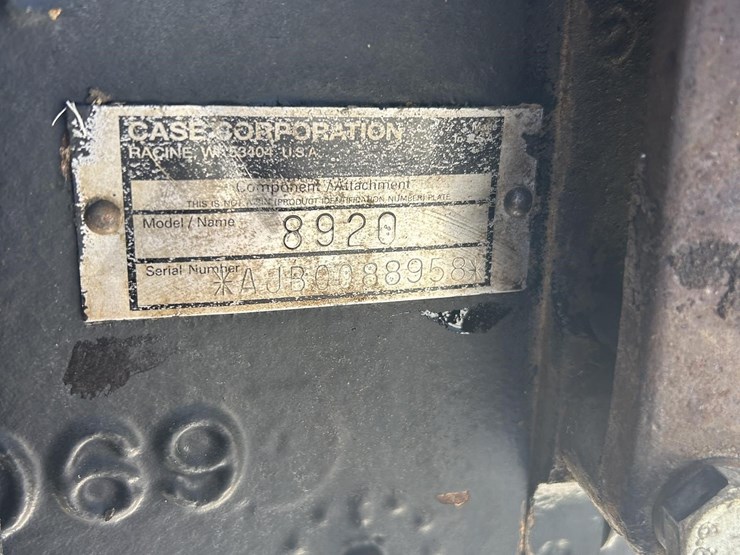 CASE CORPORATION
RACINE, WI 53404 U.S.A.
Component / Attachment
THIS IS NOT A PIN (PRODUCT IDENTIFICATION NUMBER) PLATE
Model / Name 8920
Serial Number *AJB0088958*
069